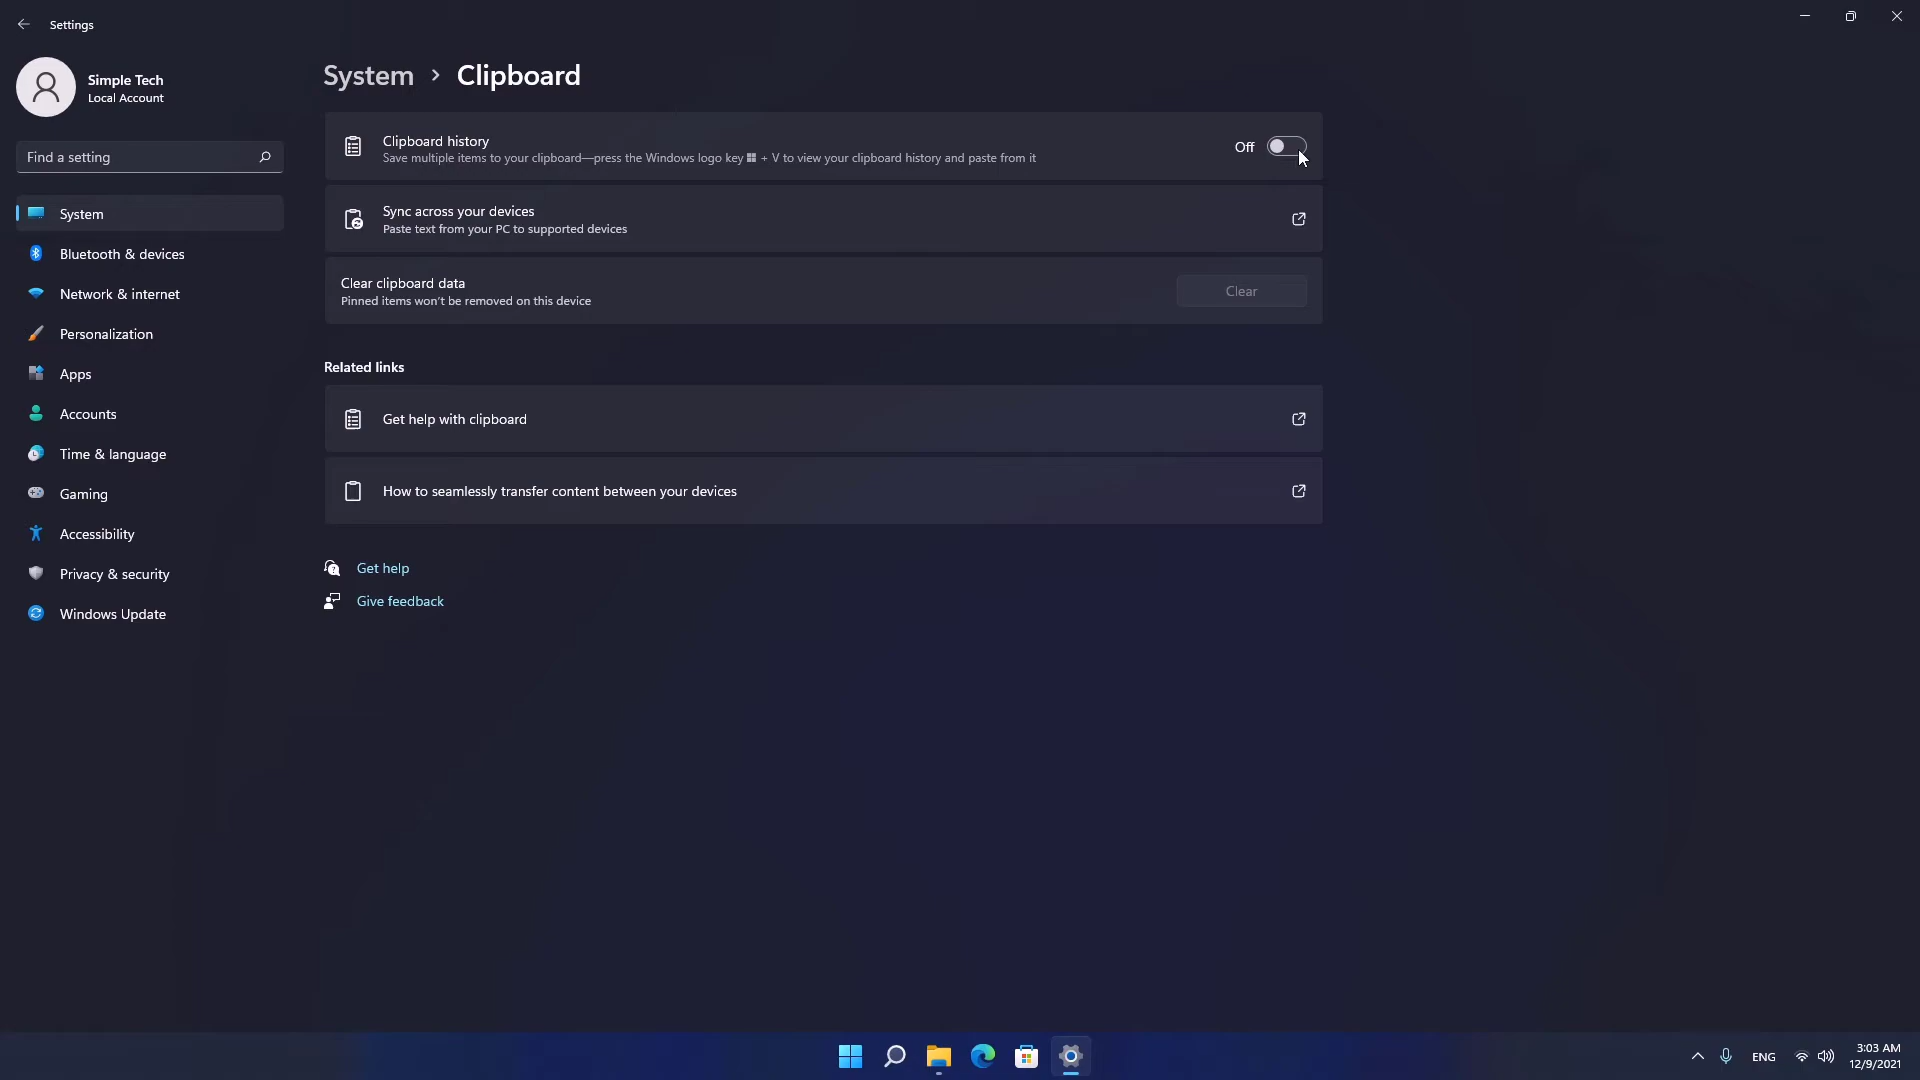 Settings
Simple Tech
Local Account
Find a setting
System
Bluetooth & devices
Network & internet
Personalization
Apps
Accounts
Time & language
Gaming
Accessibility
Privacy & security
Windows Update
System > Clipboard
Clipboard history
Save multiple items to your clipboard—press the Windows logo key + V to view your clipboard history and paste from it
Off
Sync across your devices
Paste text from your PC to supported devices
Clear clipboard data
Pinned items won't be removed on this device
Clear
Related links
Get help with clipboard
How to seamlessly transfer content between your devices
Get help
Give feedback
ENG
3:03 AM
12/9/2021